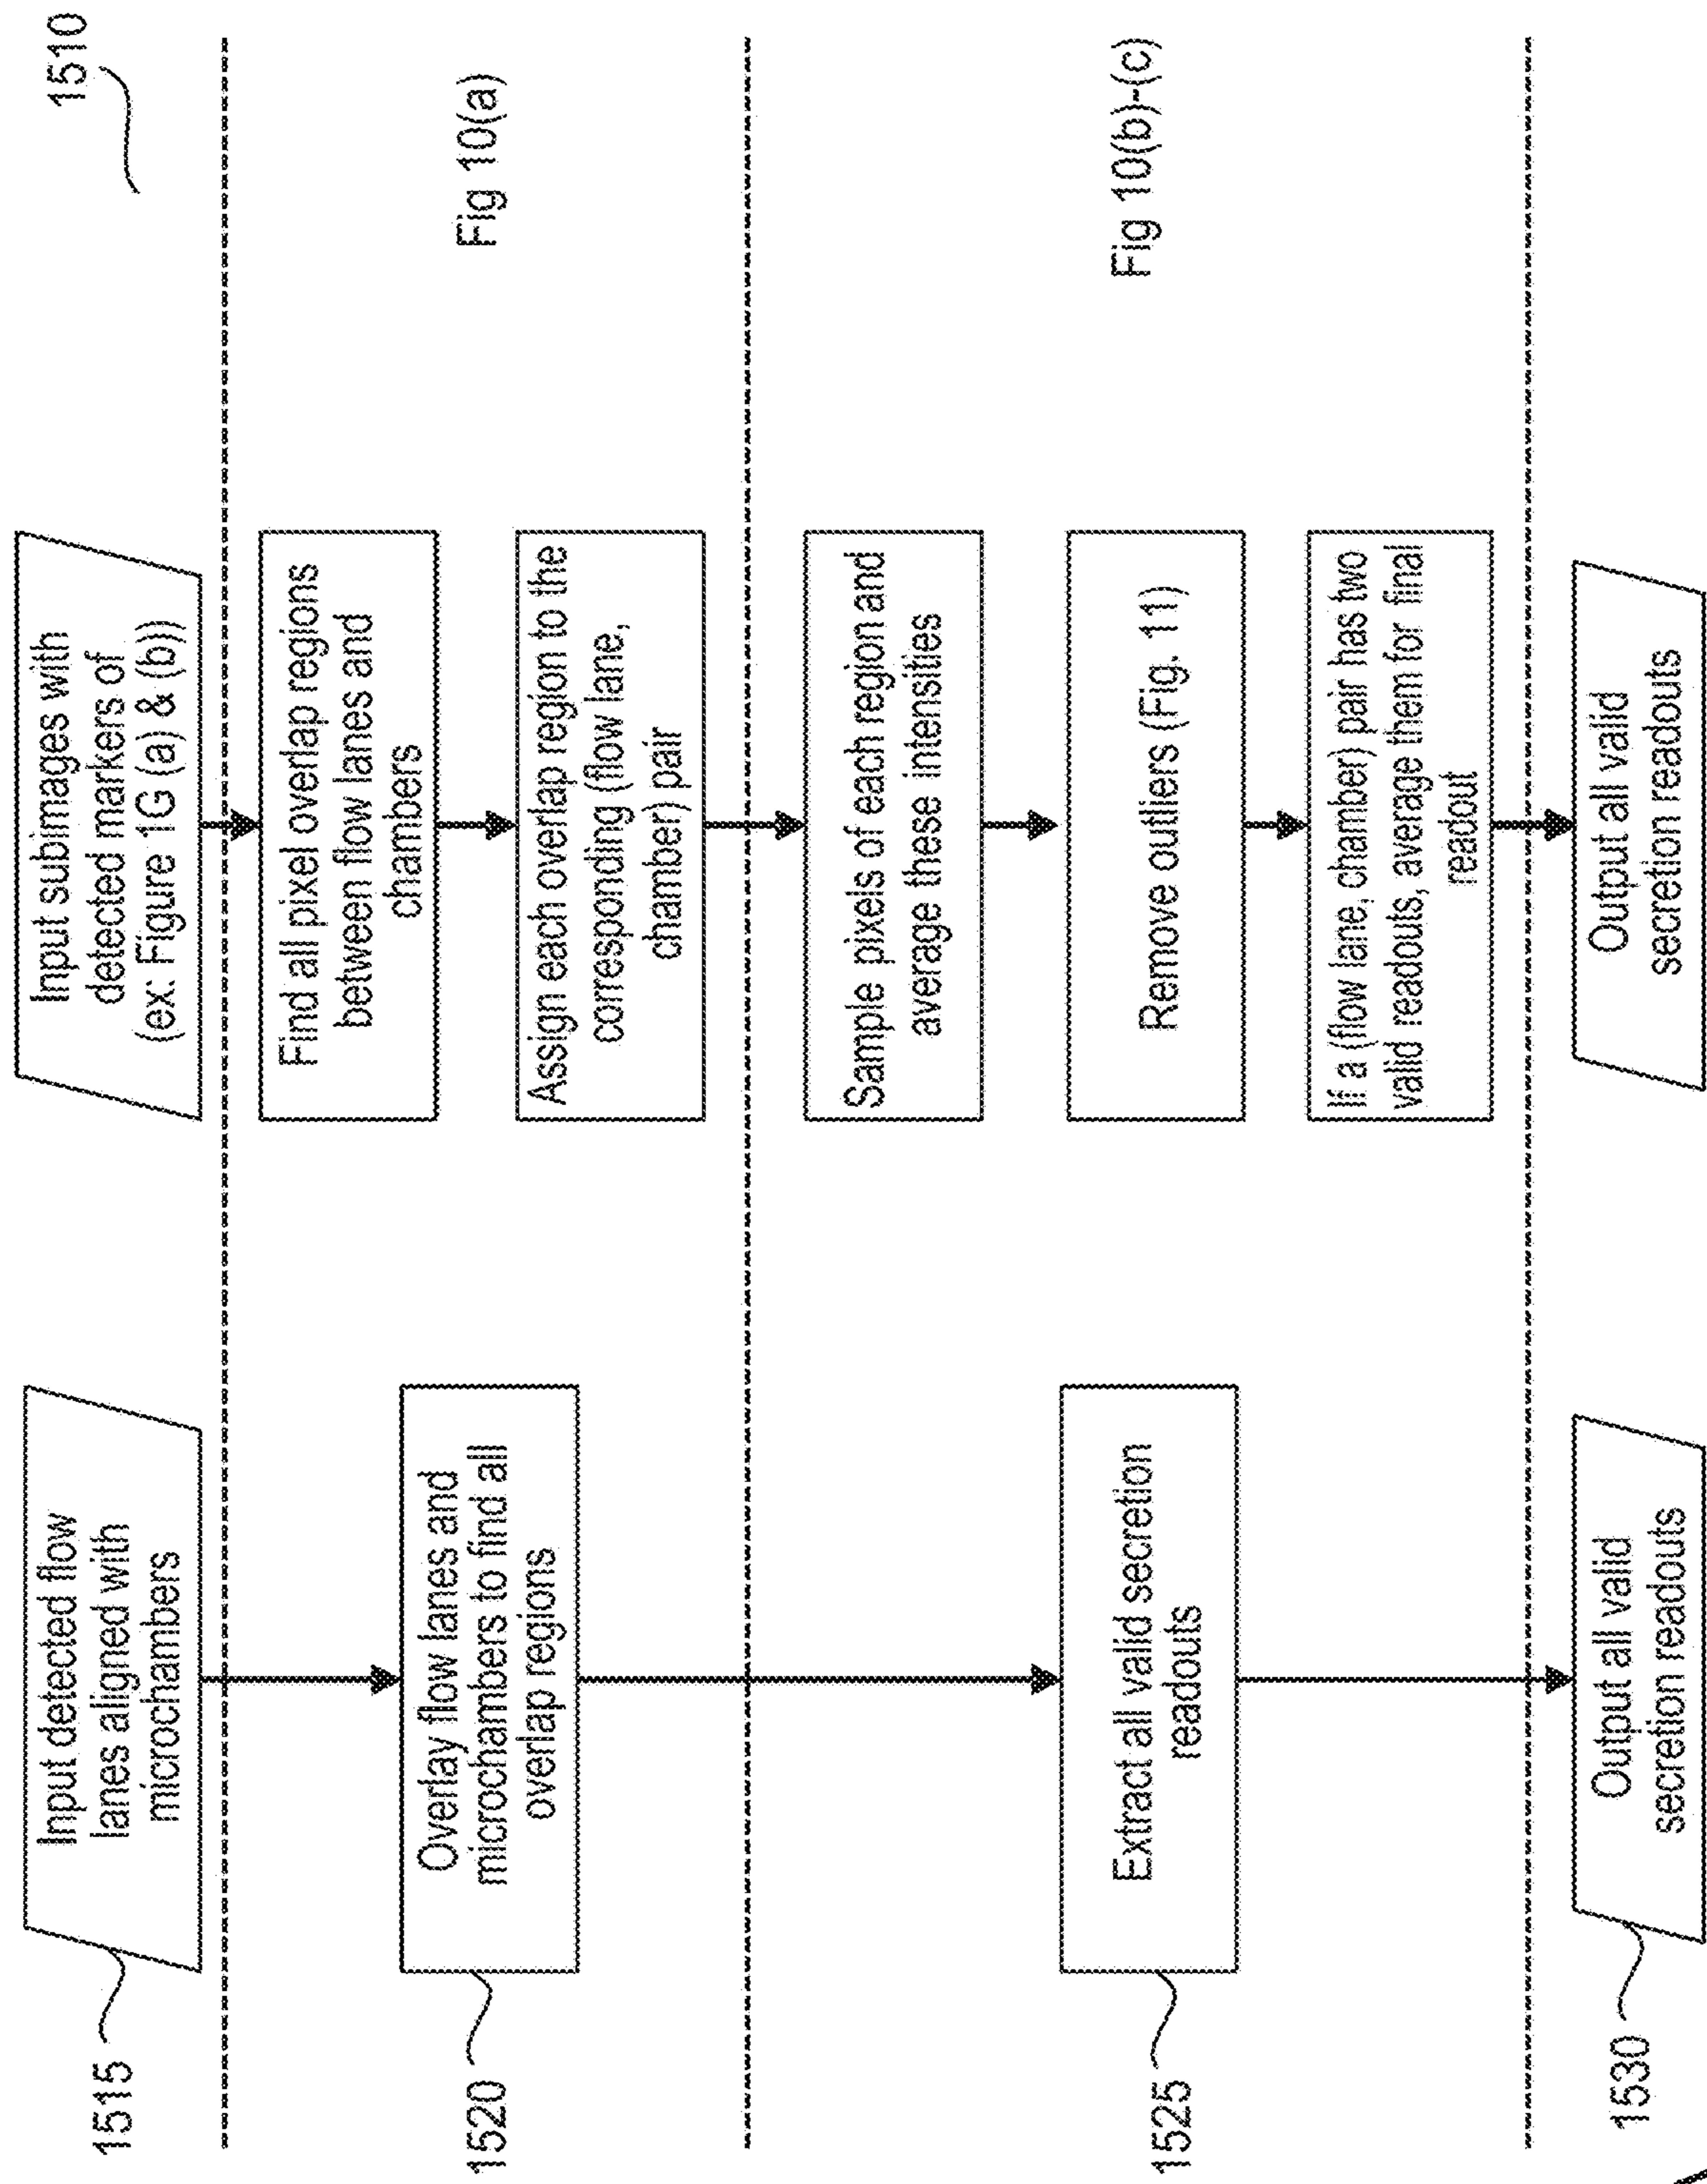 1510
1515
Input detected flow
lanes aligned with
microchambers
Input subimages with
detected markers of
(ex: Figure 1G (a) & (b))
1520
Overlay flow lanes and
microchambers to find all
overlap regions
Find all pixel overlap regions
between flow lanes and
chambers
Assign each overlap region to the
corresponding (flow lane,
chamber) pair
Fig 10(a)
1525
Extract all valid secretion
readouts
Sample pixels of each region and
average these intensities
Remove outliers (Fig. 11)
If a (flow lane, chamber) pair has two
valid readouts, average them for final
readout
Fig 10(b)-(c)
1530
Output all valid
secretion readouts
Output all valid
secretion readouts